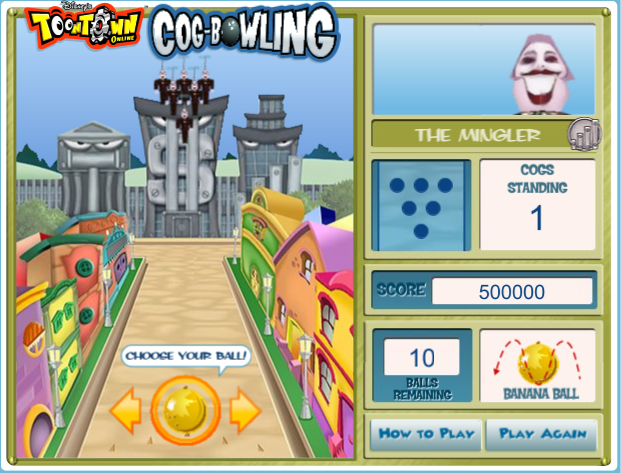 Disney's
TOONTOWN
ONLINE
COG-BOWLING
THE MINGLER
COGS
STANDING
1
SCORE 500000
10
BALLS
REMAINING
BANANA BALL
CHOOSE YOUR BALL!
HOW TO PLAY
PLAY AGAIN